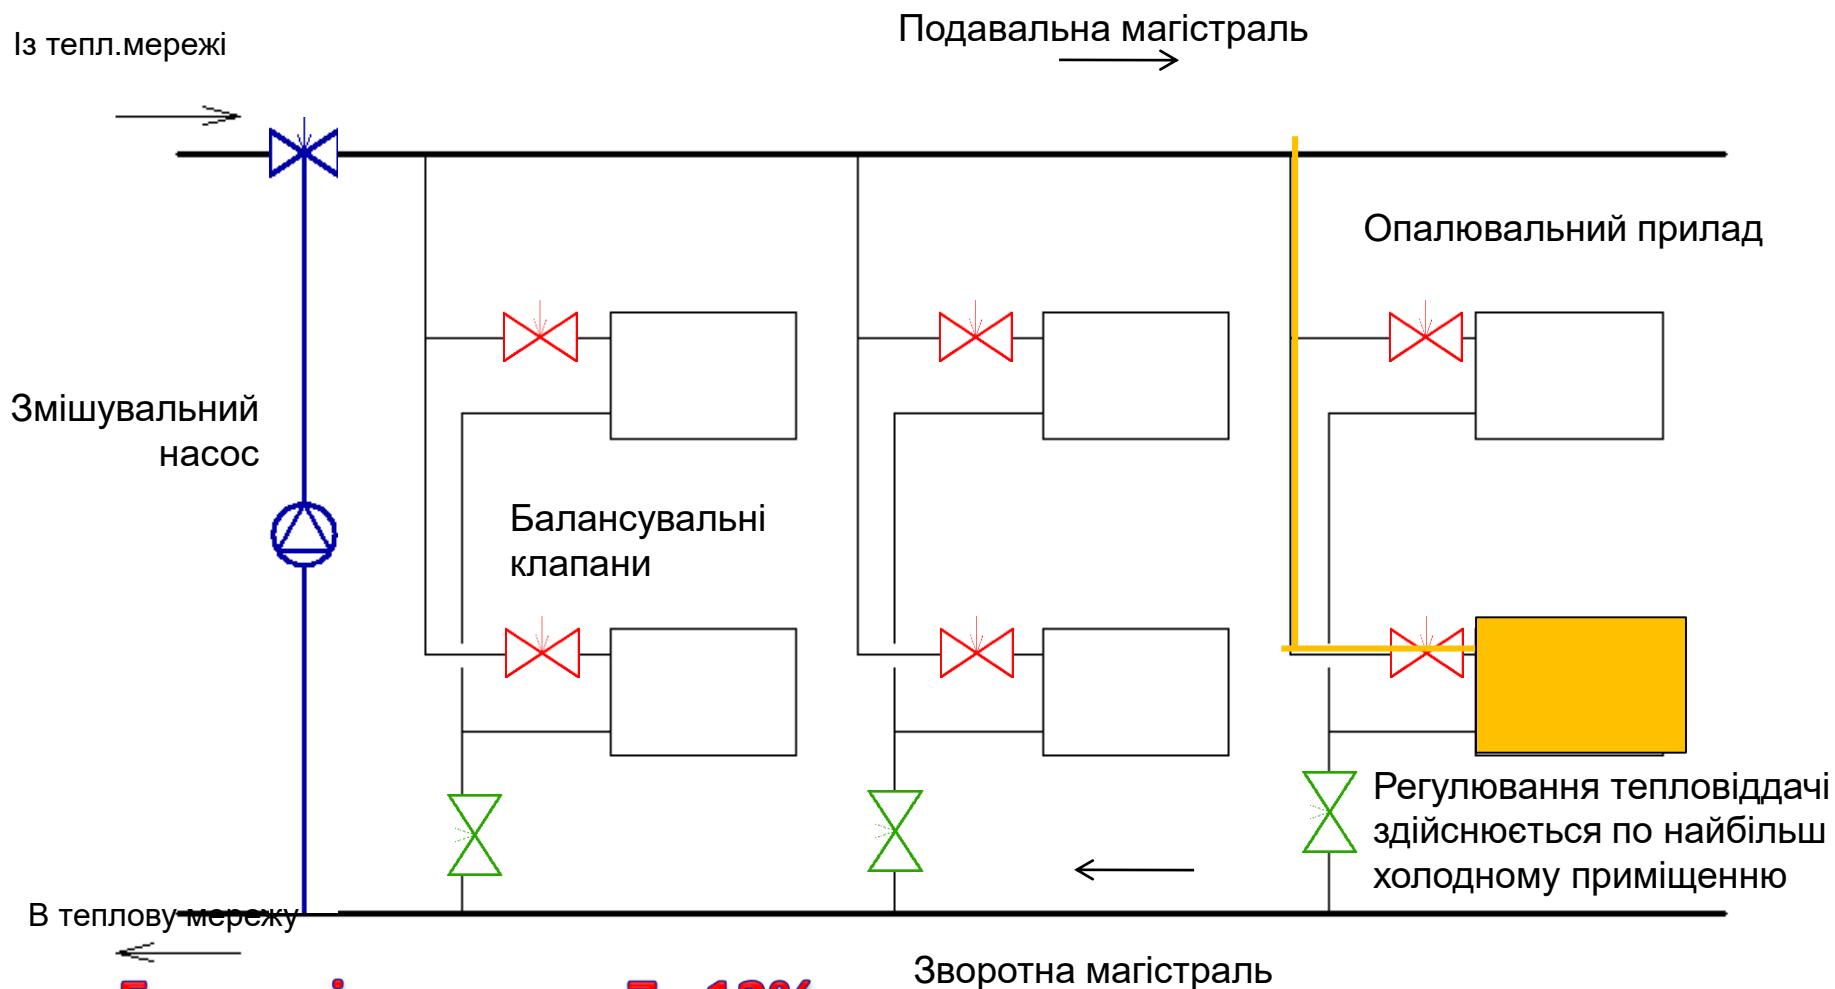 Із тепл.мережі
Подавальна магістраль
Опалювальний прилад
Змішувальний
насос
Балансувальні
клапани
Регулювання тепловіддачі
здійснюється по найбільш
холодному приміщенню
В теплову мережу
Зворотна магістраль